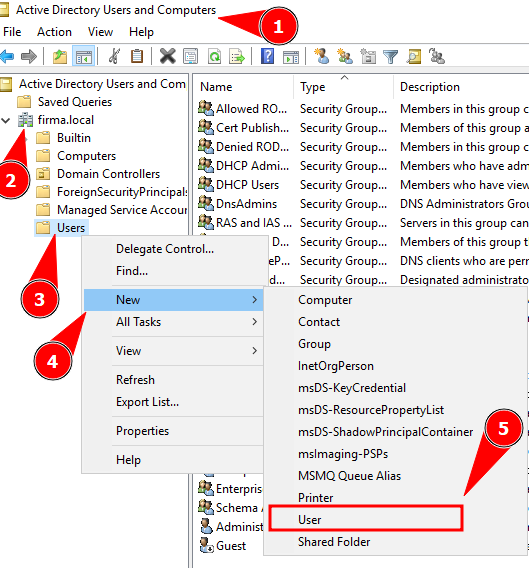 Active Directory Users and Computers
1
File Action View Help
Active Directory Users and Com
Saved Queries
firma.local
Builtin
Computers
Domain Controllers
ForeignSecurityPrincipals
Managed Service Accou
Users
2
3
4
Name Type Description
Allowed RO... Security Group... Members in this group c
Cert Publish... Security Group... Members of this group a
Denied ROD... Security Group... Members in this group c
DHCP Admi... Security Group... Members who have adm
DHCP Users Security Group... Members who have view
DnsAdmins Security Group... DNS Administrators Grou
RAS and IAS ... Security Group... Servers in this group can
Security Group... Members of this group t
Security Group... DNS clients who are perr
Security Group... Designated administrato
Delegate Control...
Find...
New
All Tasks
View
Refresh
Export List...
Properties
Help
Computer
Contact
Group
InetOrgPerson
msDS-KeyCredential
msDS-ResourcePropertyList
msDS-ShadowPrincipalContainer
msImaging-PSPs
MSMQ Queue Alias
Printer
User
Shared Folder
5
Enterpris
Schema A
Administ
Guest